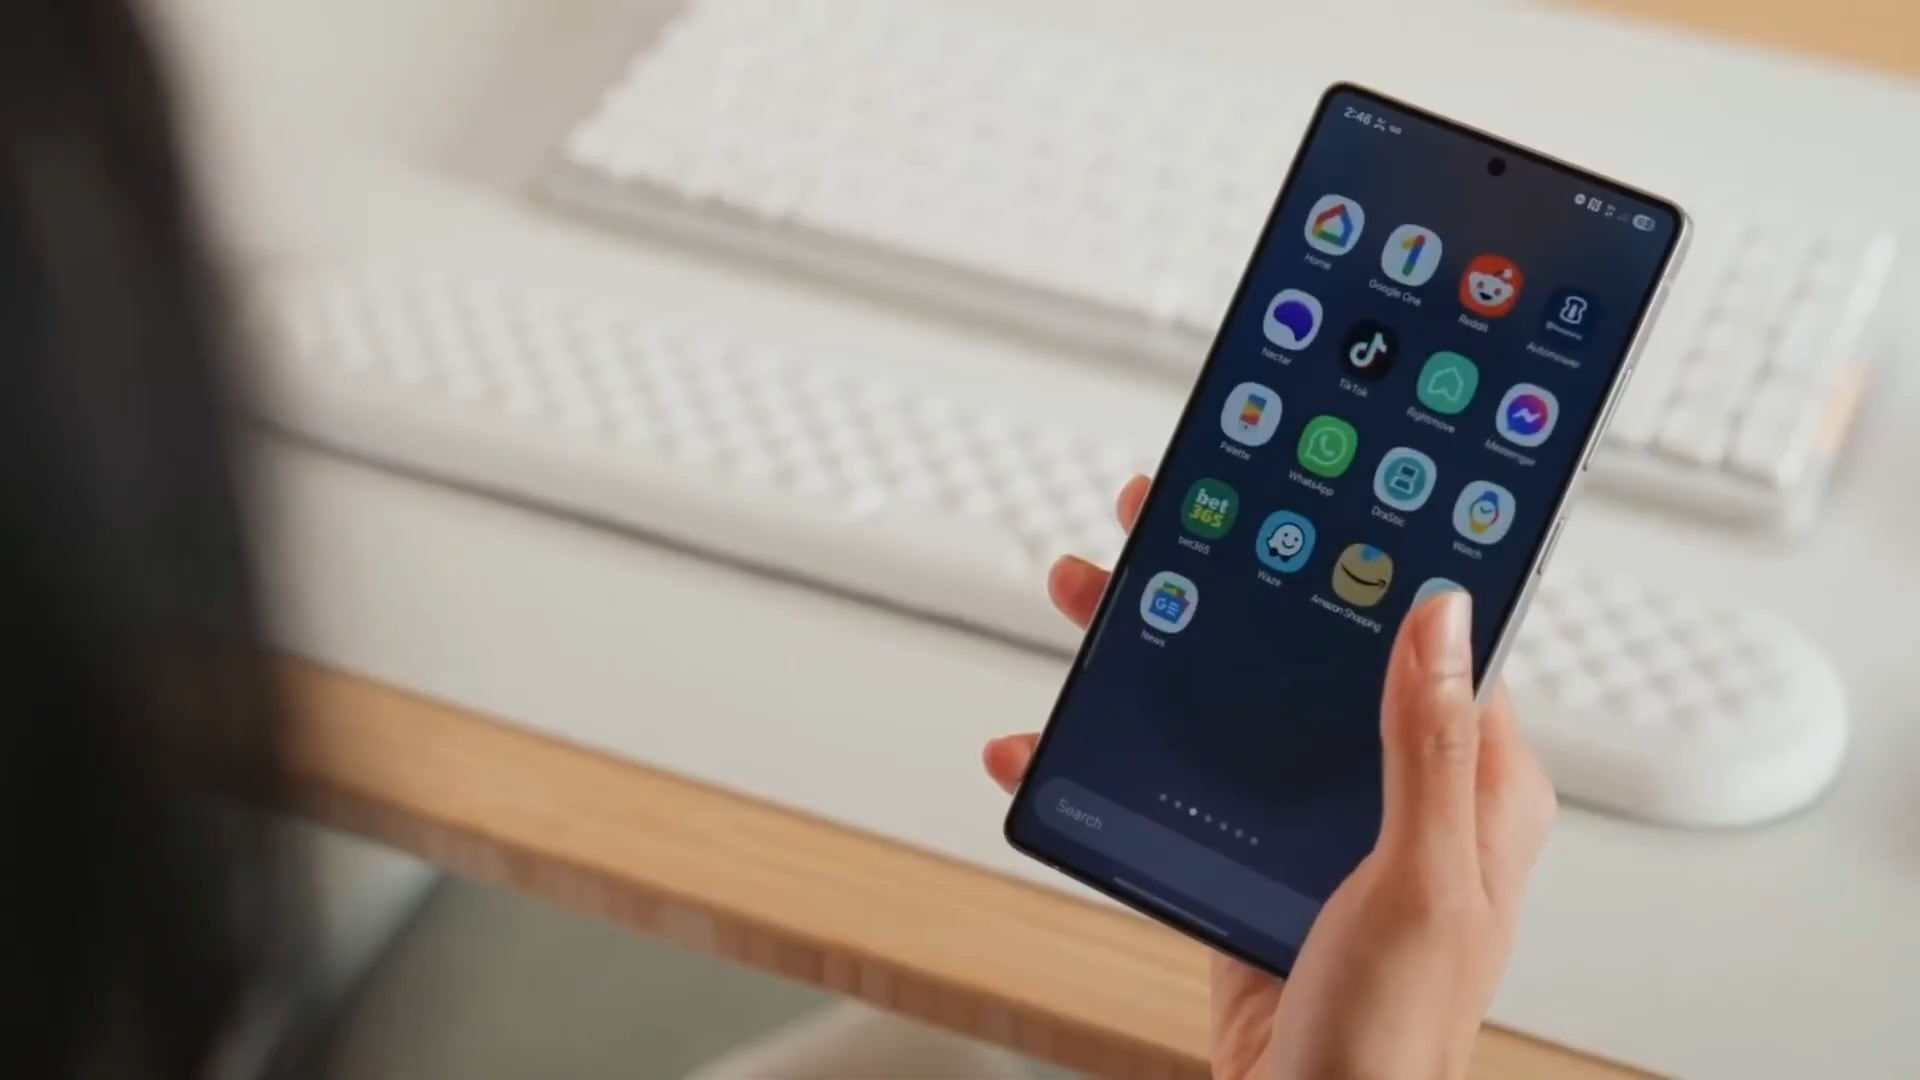 2:46
Home
Google One
Reddit
Nectar
TikTok
Rightmove
Messenger
Palette
WhatsApp
DraStic
Watch
bet
365
bet365
Waze
Amazon Shopping
GE
News
Search